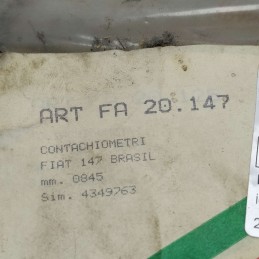 ART FA 20.147
CONTACHIOMETRI
FIAT 147 BRASIL
mm. 0845
Sim. 4349763